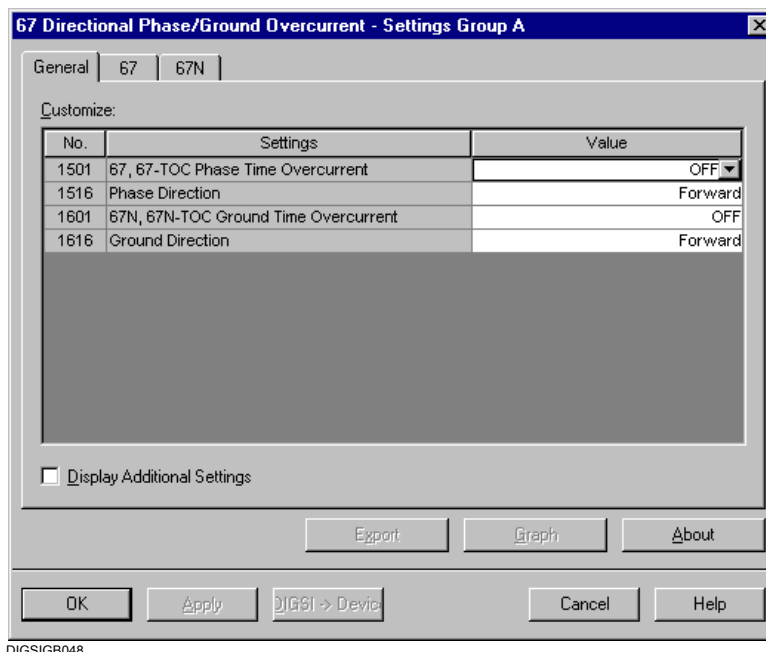 67 Directional Phase/Ground Overcurrent - Settings Group A
General 67 67N
Customize:
No. Settings Value
1501 67, 67-TOC Phase Time Overcurrent OFF
1516 Phase Direction Forward
1601 67N, 67N-TOC Ground Time Overcurrent OFF
1616 Ground Direction Forward
Display Additional Settings
Export Graph About
OK Apply DIGSI -> Devic Cancel Help
DIGSIGB048